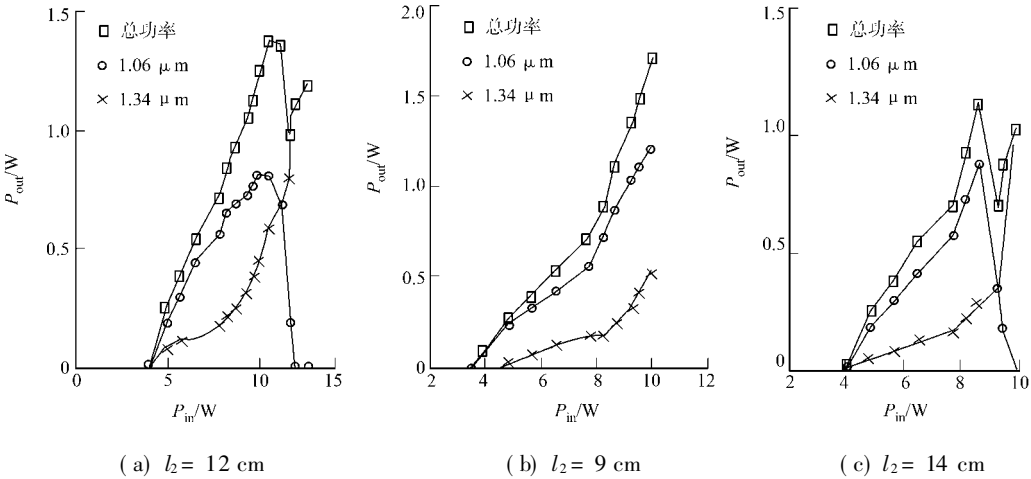 1.5
1.0
0.5
0
P_out/W
□ 总功率
○ 1.06 μm
× 1.34 μm
0 5 10 15
P_in/W
(a) l₂= 12 cm
2.0
1.5
1.0
0.5
0
P_out/W
□ 总功率
○ 1.06 μm
× 1.34 μm
2 4 6 8 10 12
P_in/W
(b) l₂= 9 cm
1.5
1.0
0.5
0
P_out/W
□ 总功率
○ 1.06 μm
× 1.34 μm
2 4 6 8 10
P_in/W
(c) l₂= 14 cm